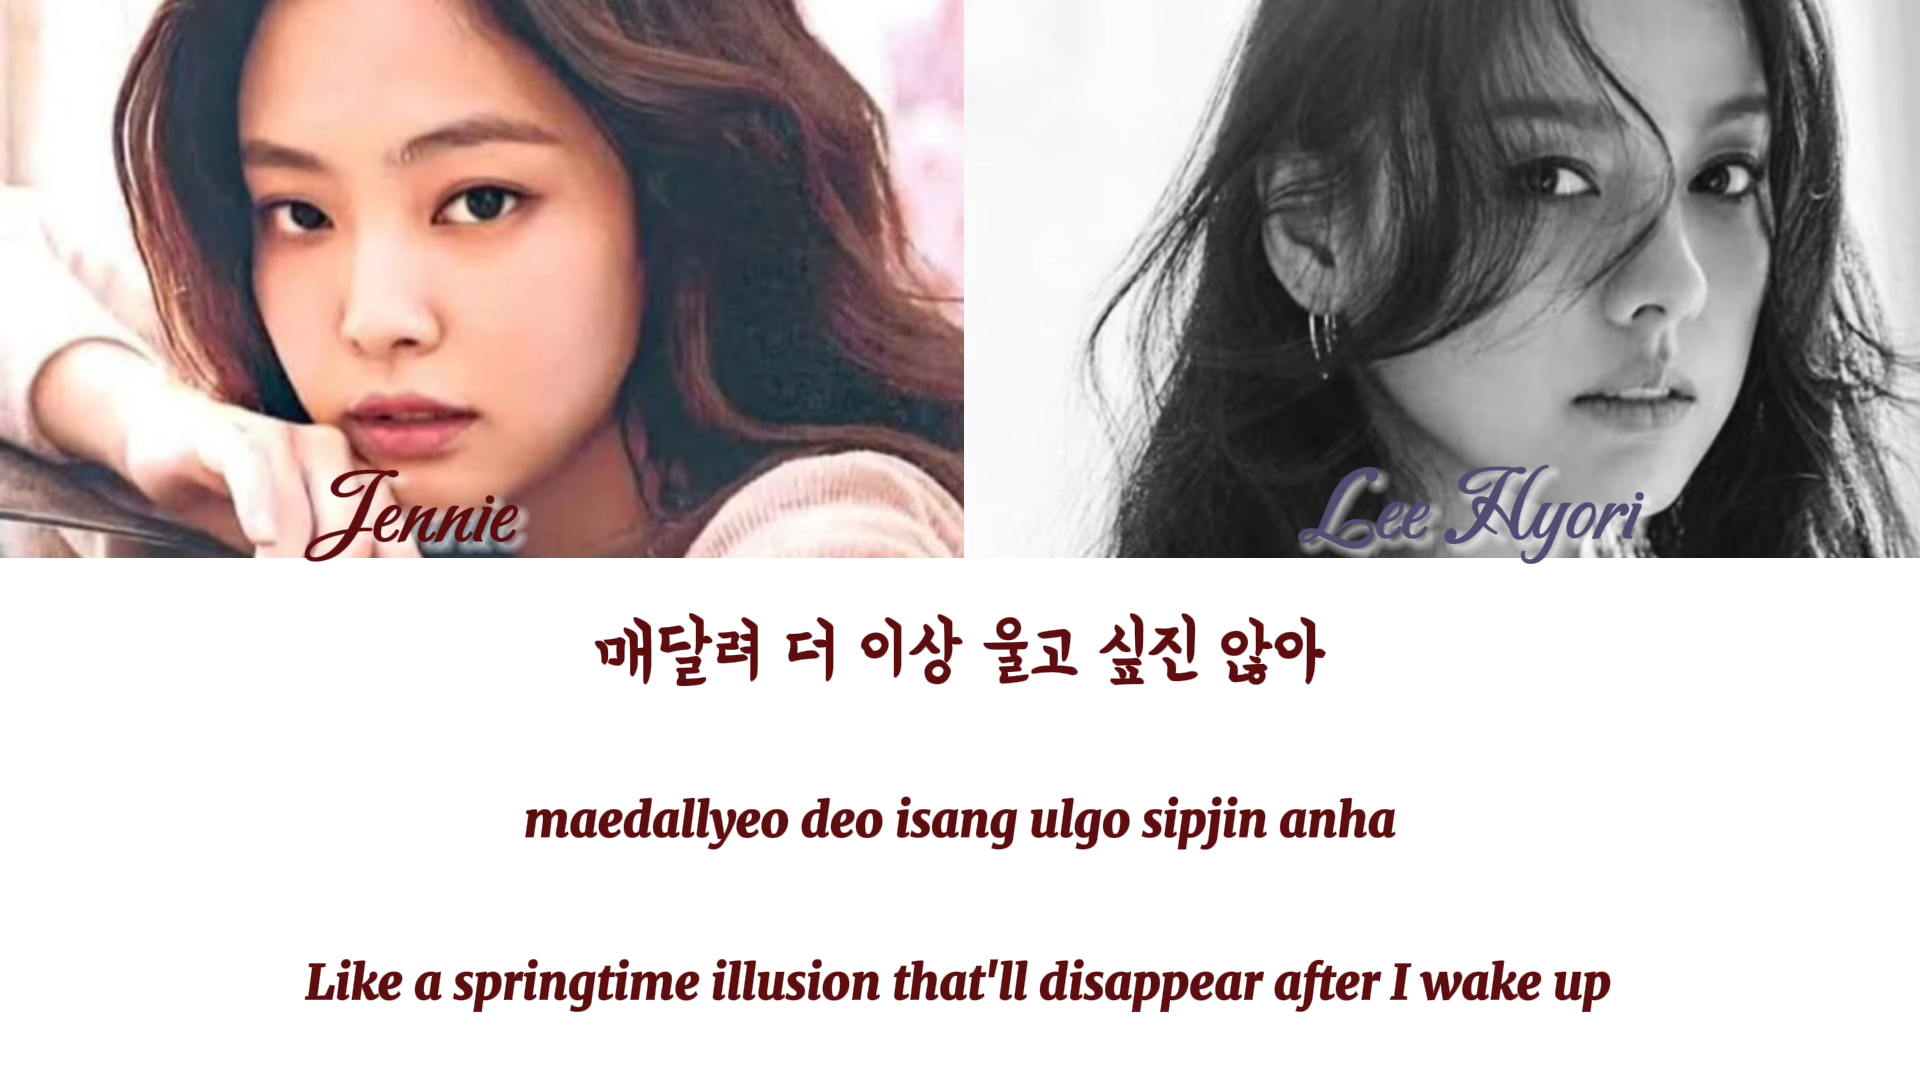 Jennie
Lee Hyori
매달려 더 이상 울고 싶진 않아
maedallyeo deo isang ulgo sipjin anha
Like a springtime illusion that'll disappear after I wake up